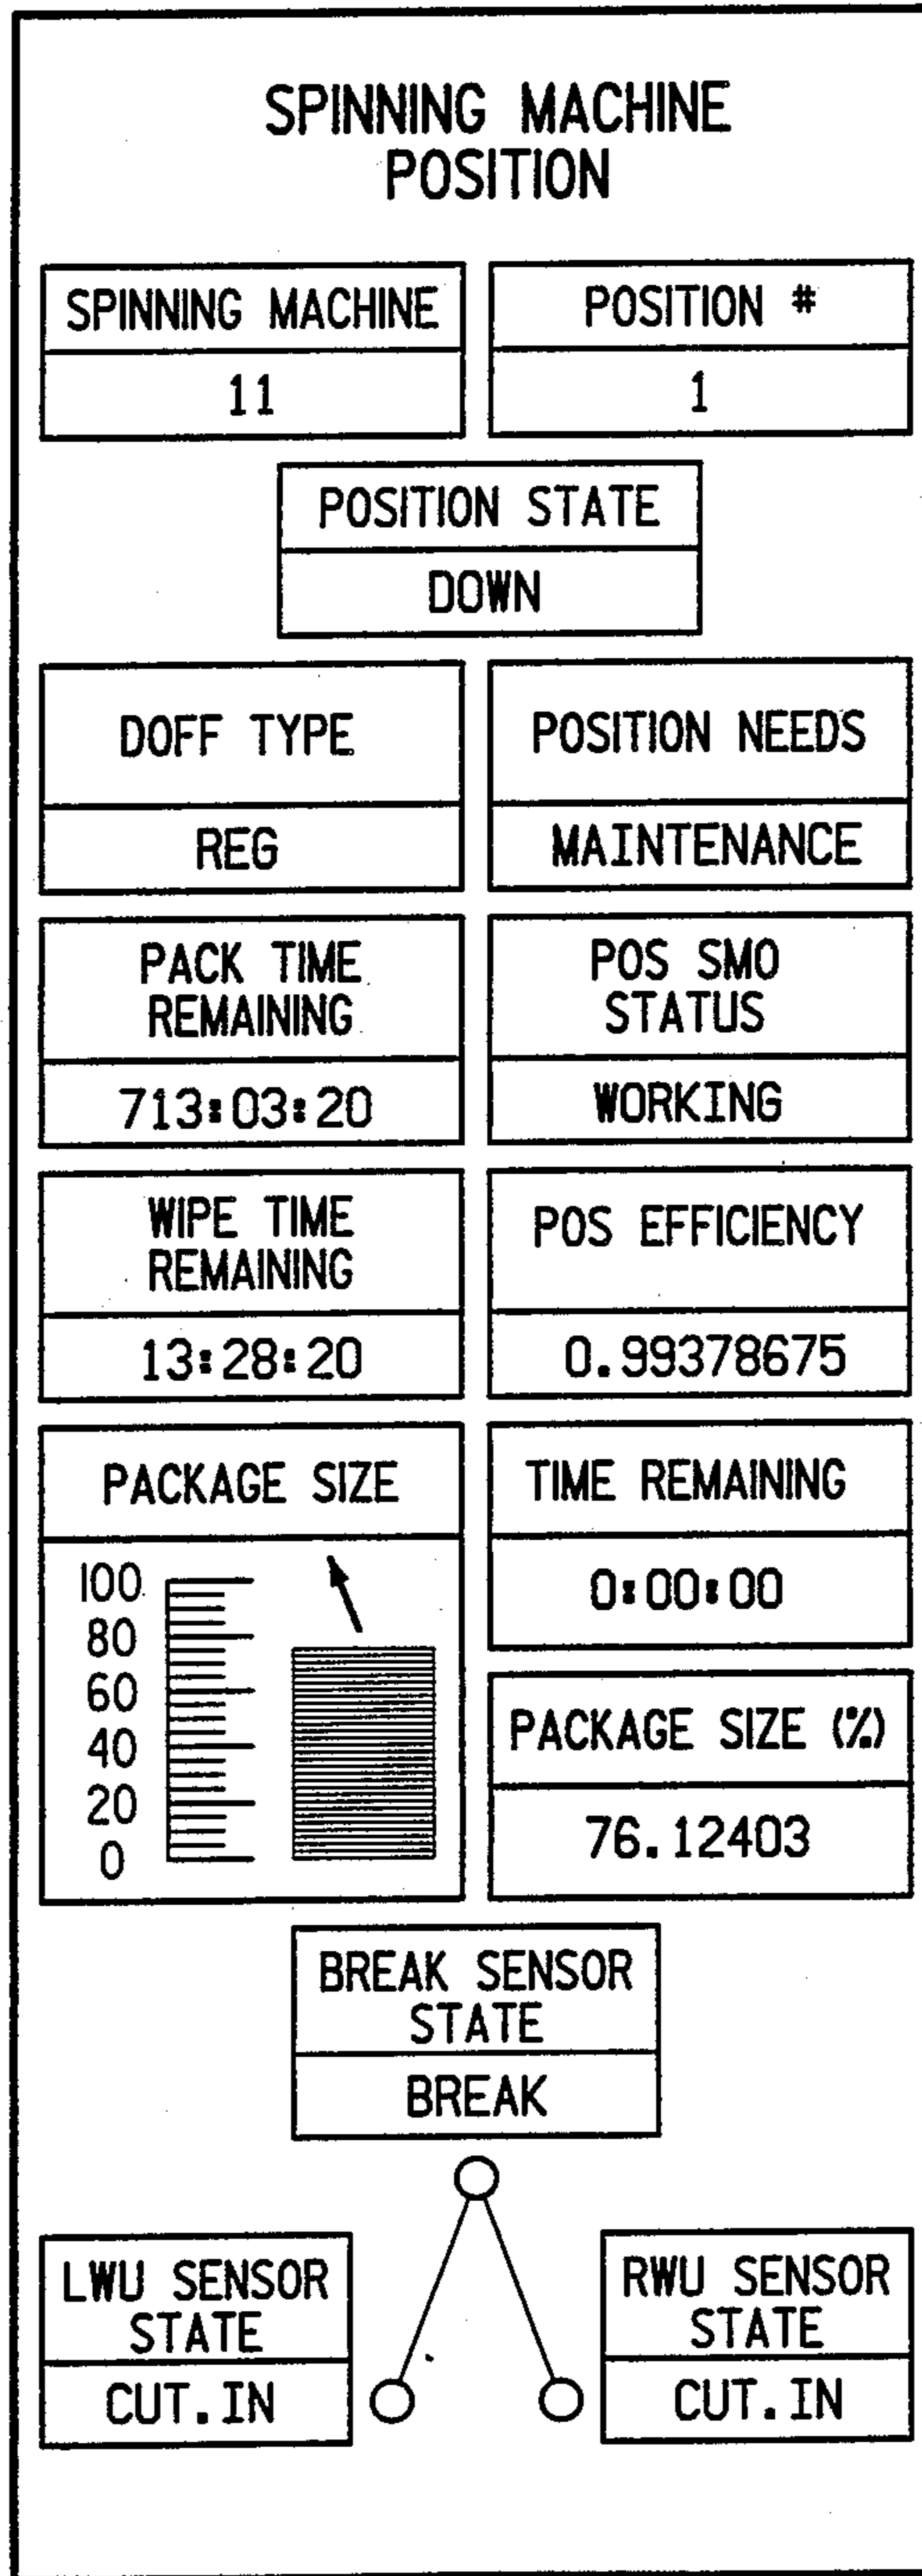 SPINNING MACHINE
POSITION
SPINNING MACHINE
11
POSITION #
1
POSITION STATE
DOWN
DOFF TYPE
REG
POSITION NEEDS
MAINTENANCE
PACK TIME
REMAINING
713:03:20
POS SMO
STATUS
WORKING
WIPE TIME
REMAINING
13:28:20
POS EFFICIENCY
0.99378675
PACKAGE SIZE
100
80
60
40
20
0
TIME REMAINING
0:00:00
PACKAGE SIZE (%)
76.12403
BREAK SENSOR
STATE
BREAK
LWU SENSOR
STATE
CUT.IN
RWU SENSOR
STATE
CUT.IN